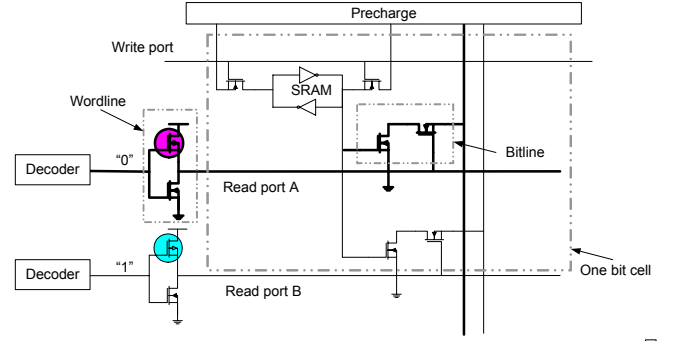 Precharge
Write port
SRAM
Wordline
Decoder
“0”
Bitline
Read port A
Decoder
“1”
One bit cell
Read port B